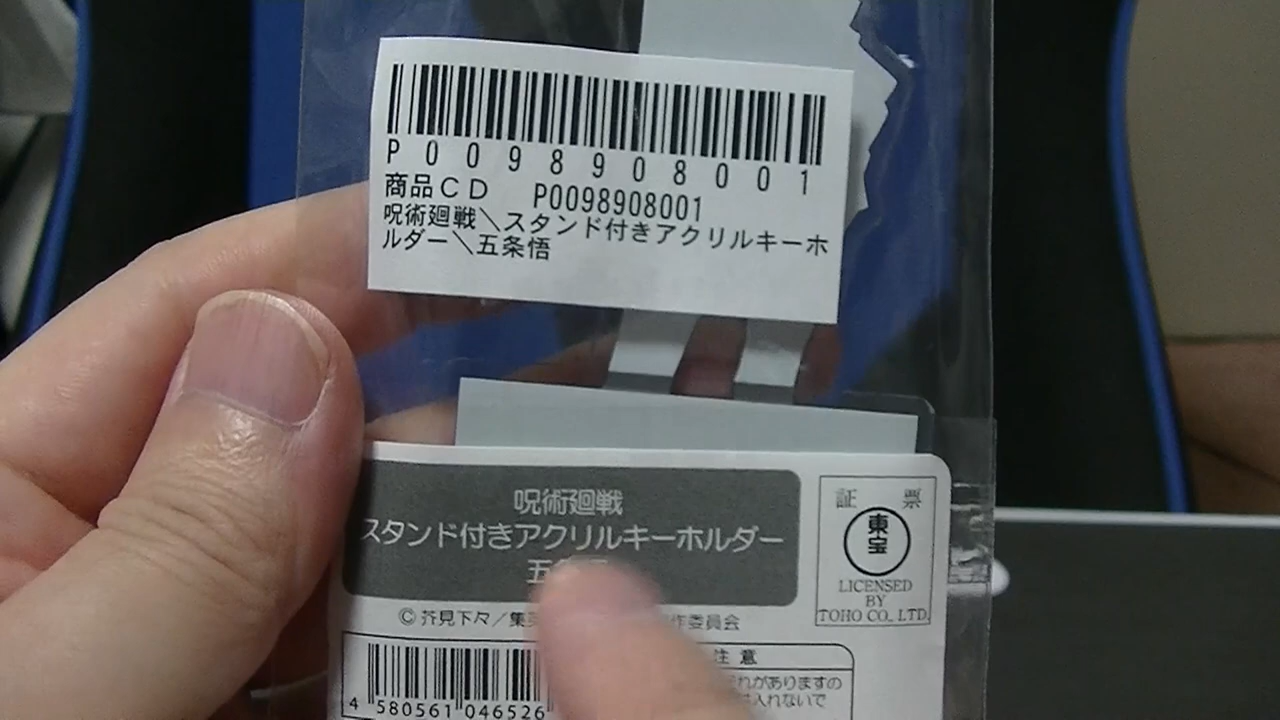 P0098908001
商品CD P0098908001
呪術廻戦\スタンド付きアクリルキーホ
ルダー\五条悟
呪術廻戦
スタンド付きアクリルキーホルダー
五
証 票
東宝
LICENSED
BY
TOHO CO., LTD.
©芥見下々/集 作委員会
4 580561 046526
注意
れがありますの
入れないで